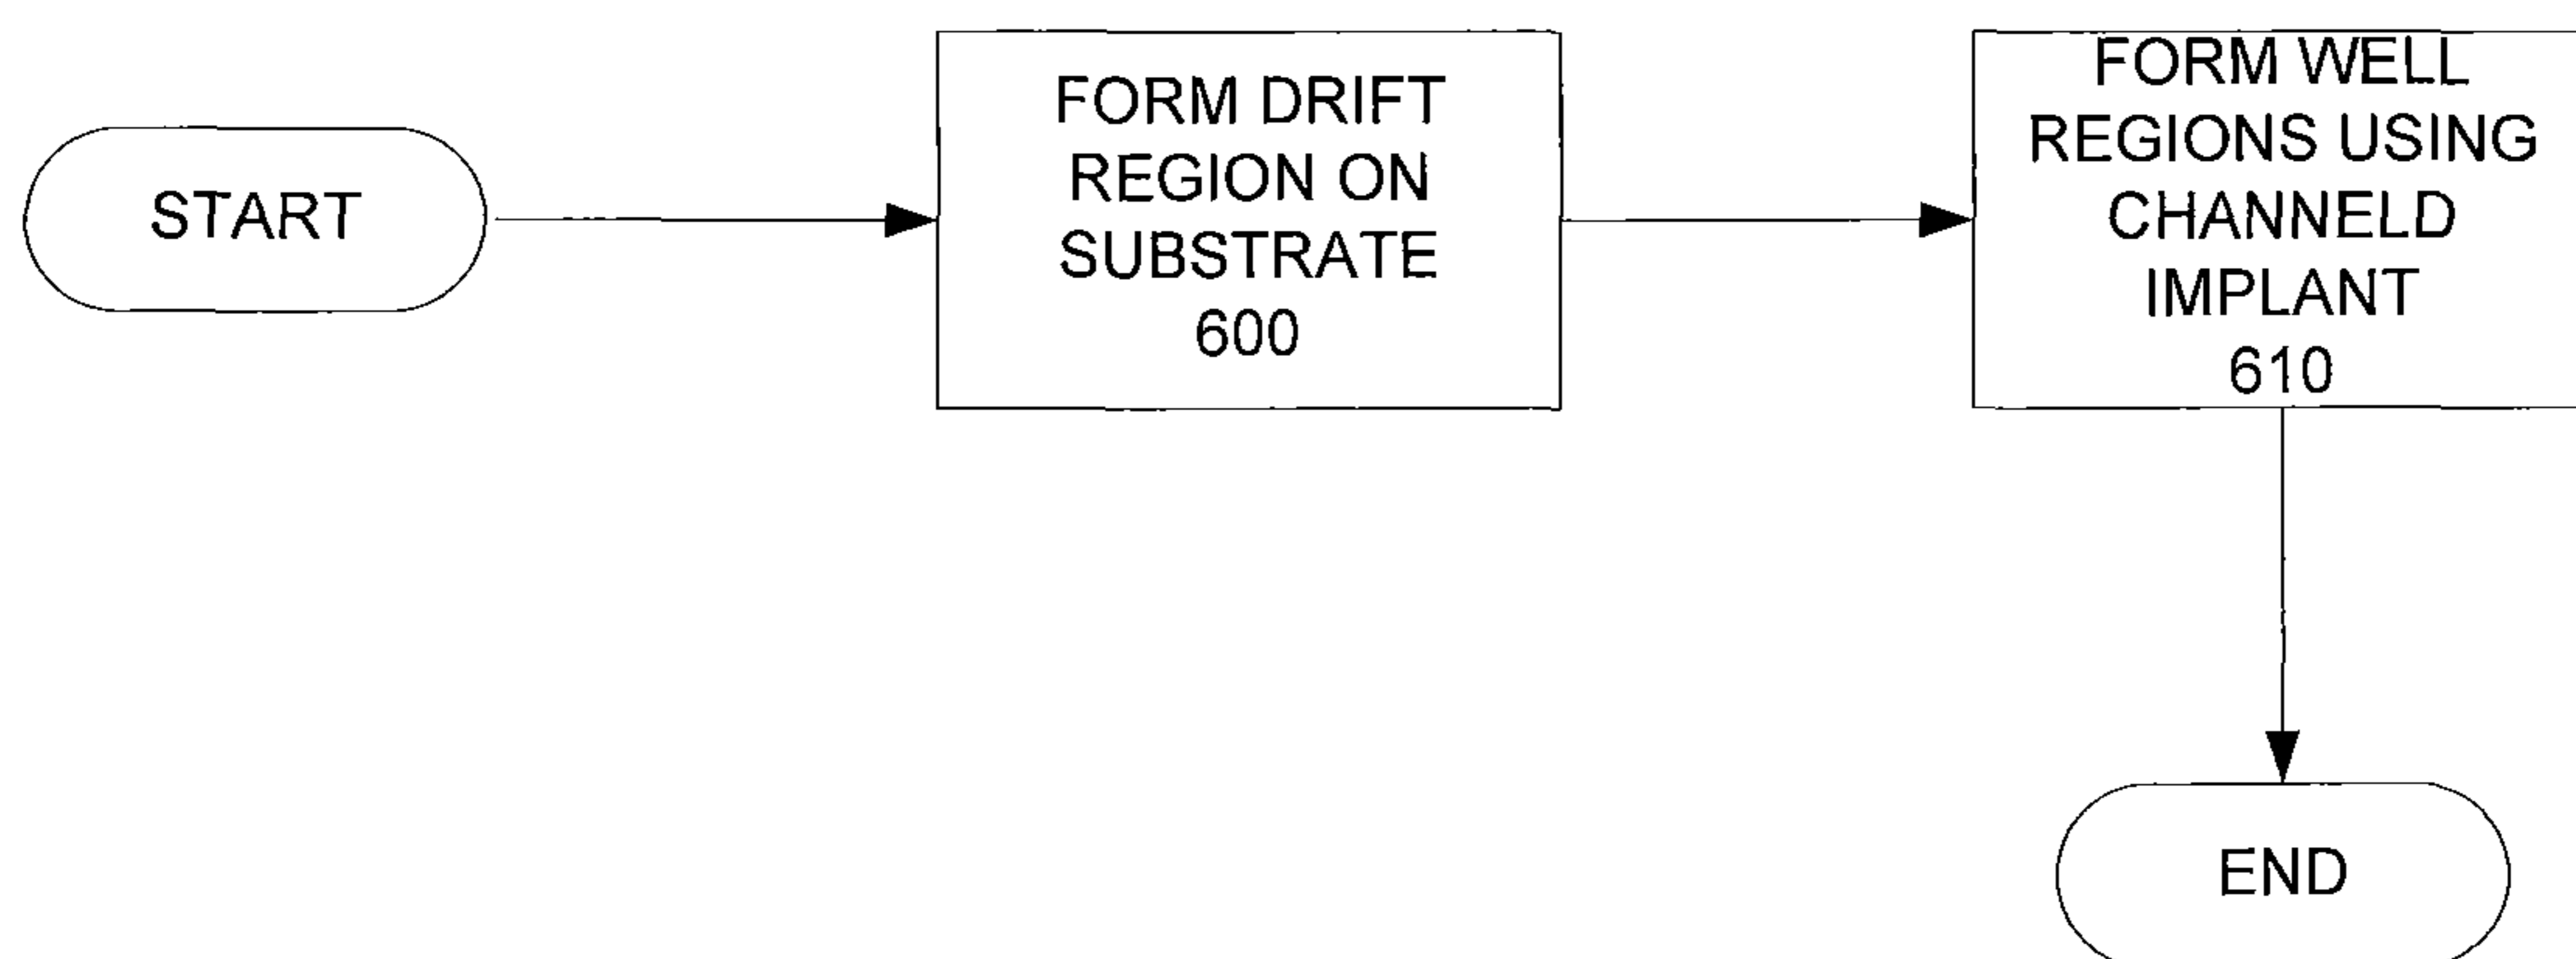 START
FORM DRIFT
REGION ON
SUBSTRATE
600
FORM WELL
REGIONS USING
CHANNELD
IMPLANT
610
END